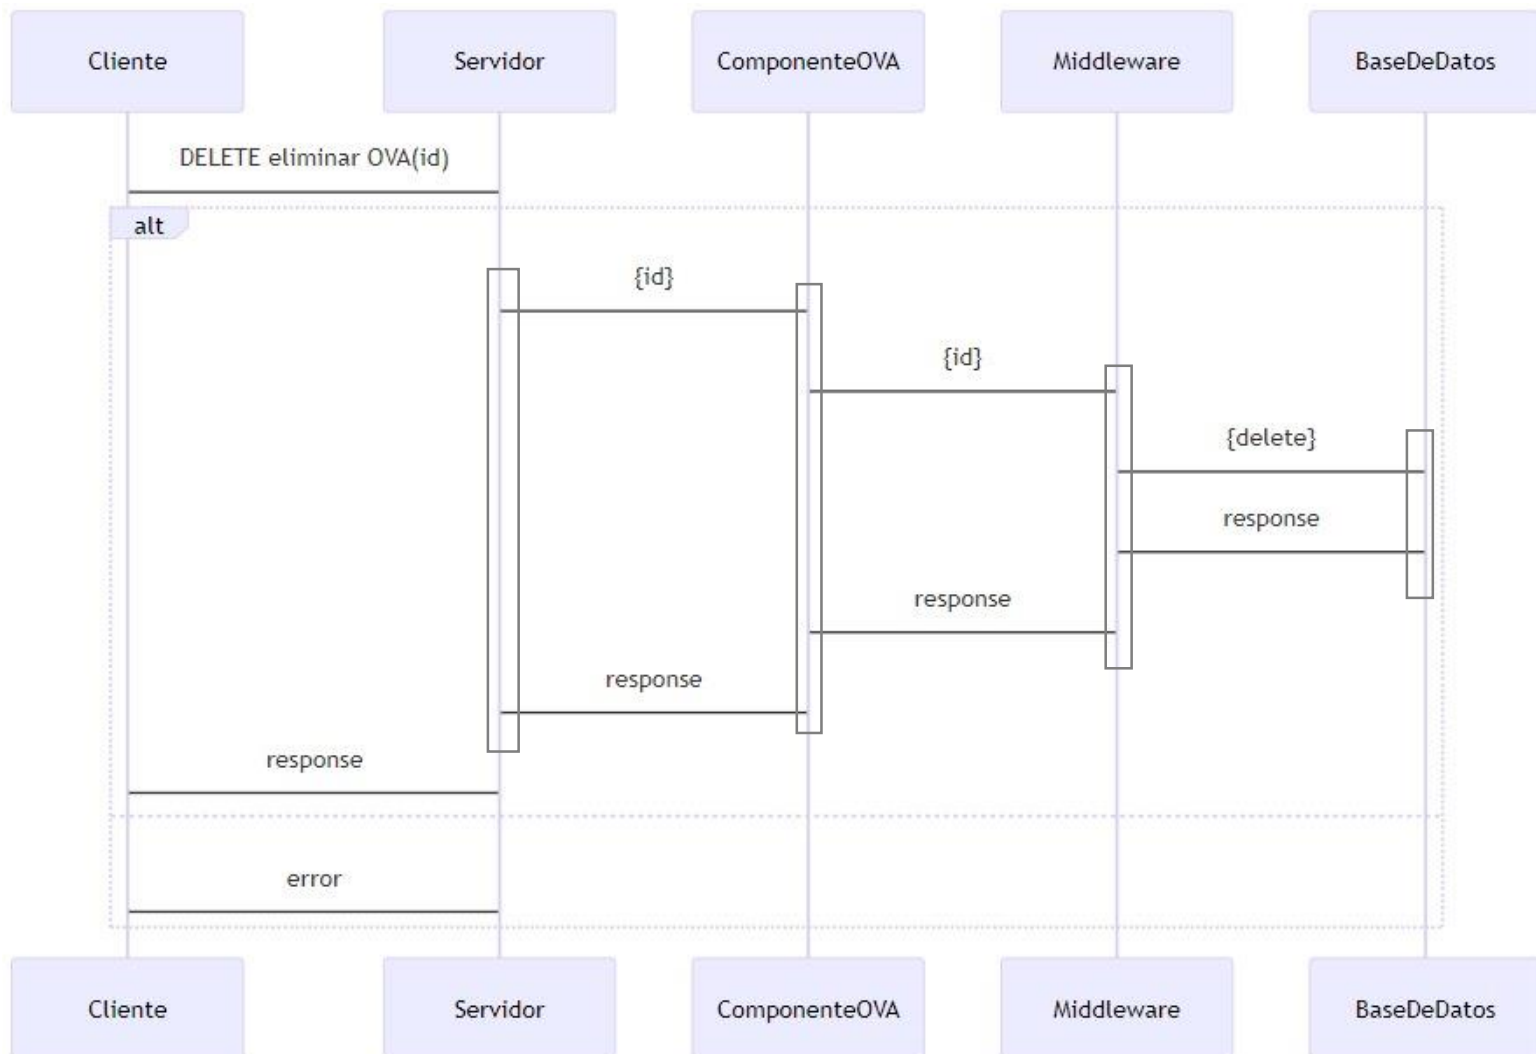 Cliente
Servidor
ComponenteOVA
Middleware
BaseDeDatos
DELETE eliminar OVA(id)
alt
{id}
{id}
{delete}
response
response
response
response
error
Cliente
Servidor
ComponenteOVA
Middleware
BaseDeDatos